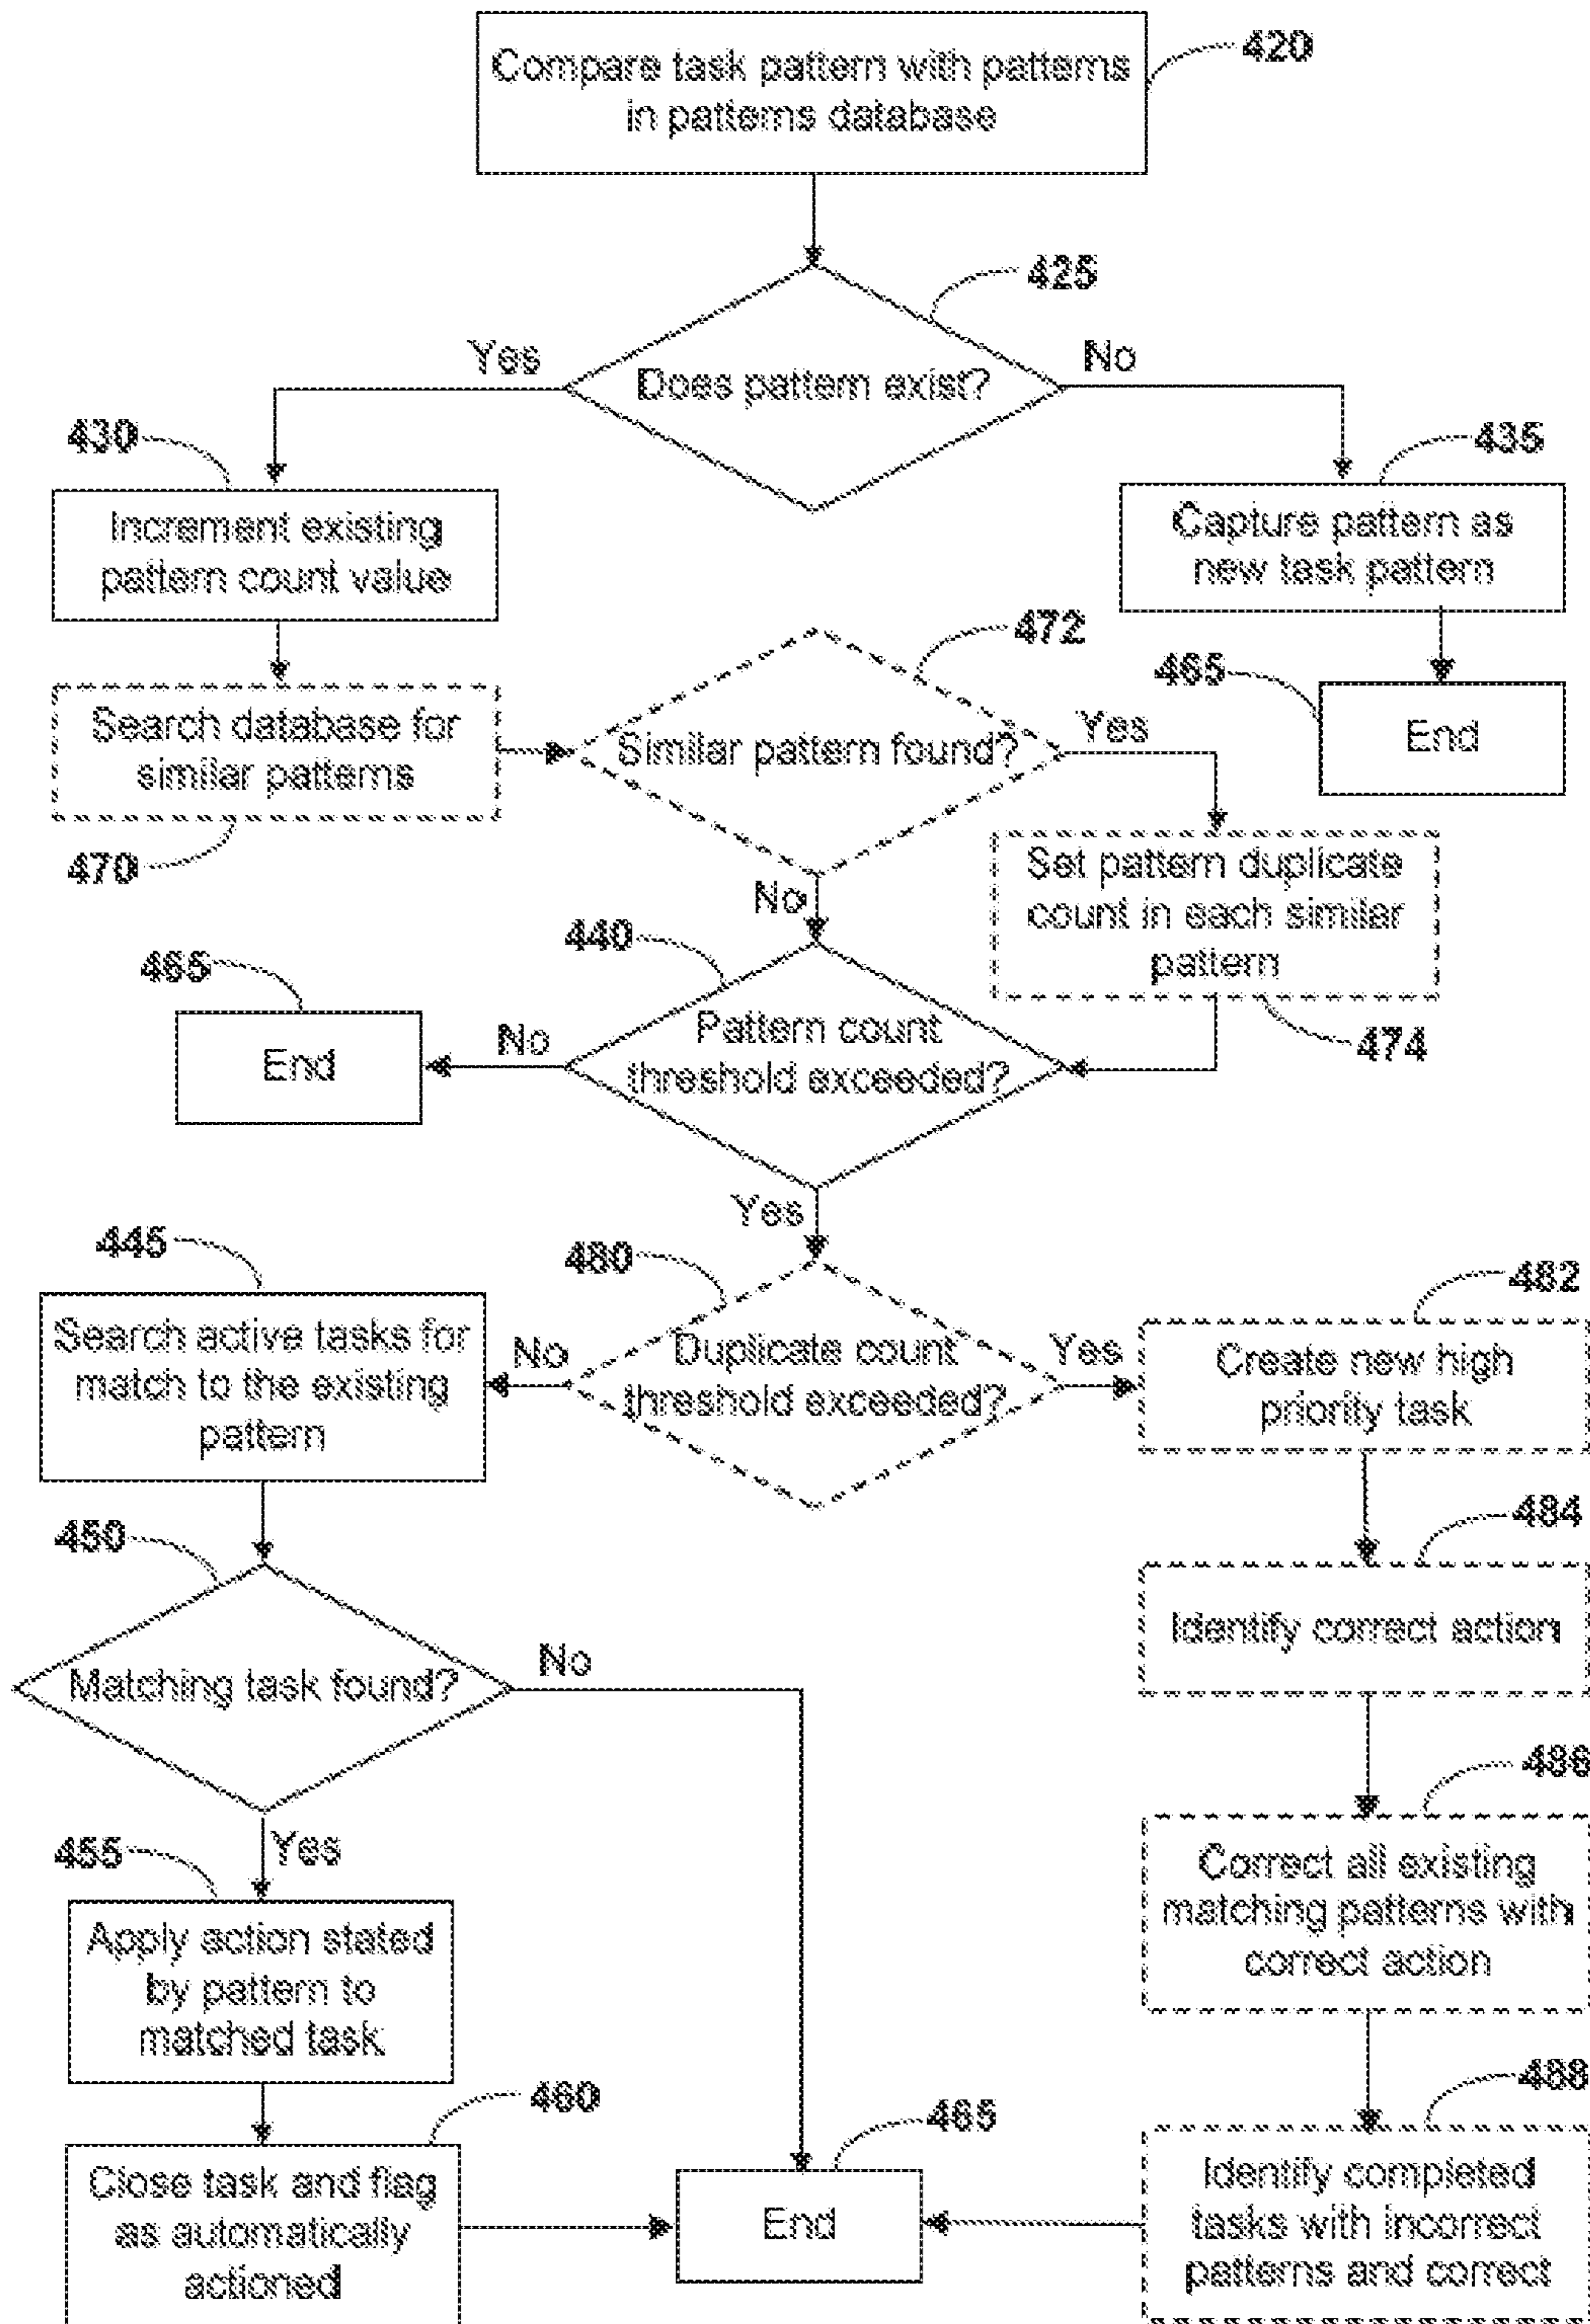 420
Compare task pattern with patterns
in patterns database
425
Yes
No
Does pattern exist?
430
435
Increment existing
pattern count value
Capture pattern as
new task pattern
472
465
Search database for
similar patterns
Similar pattern found?
Yes
End
470
No
Set pattern duplicate
count in each similar
pattern
440
465
End
No
Pattern count
threshold exceeded?
474
Yes
445
480
482
Search active tasks for
match to the existing
pattern
No
Duplicate count
threshold exceeded?
Yes
Create new high
priority task
450
484
Matching task found?
No
Identify correct action
486
455
Yes
Correct all existing
matching patterns with
correct action
Apply action stated
by pattern to
matched task
460
465
488
Close task and flag
as automatically
actioned
End
Identify completed
tasks with incorrect
patterns and correct